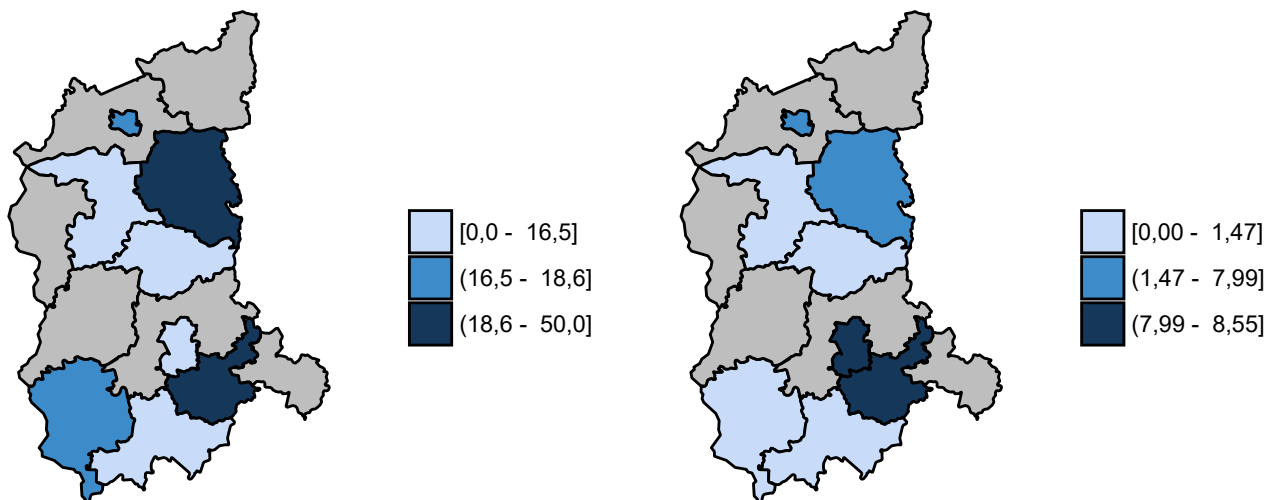 [0,0 - 16,5]
(16,5 - 18,6]
(18,6 - 50,0]
[0,00 - 1,47]
(1,47 - 7,99]
(7,99 - 8,55]